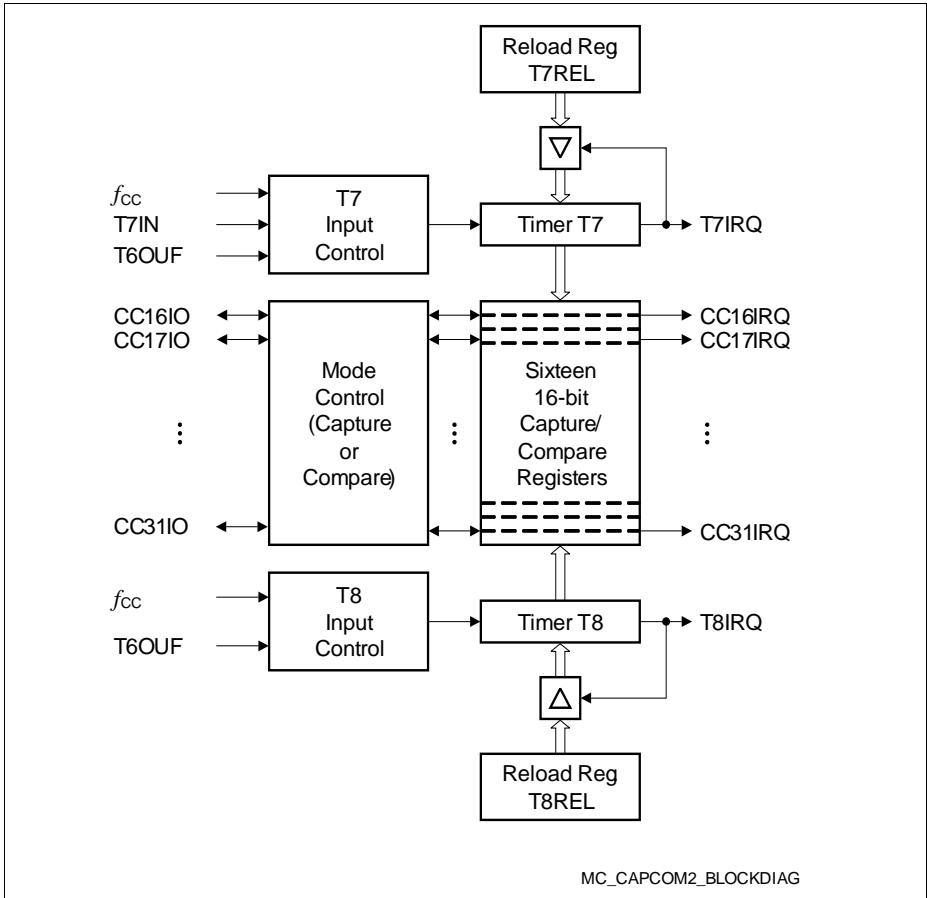 Reload Reg
T7REL
fCC
T7IN
T6OUF
T7
Input
Control
Timer T7
T7IRQ
CC16IO
CC17IO
CC31IO
Mode
Control
(Capture
or
Compare)
Sixteen
16-bit
Capture/
Compare
Registers
CC16IRQ
CC17IRQ
CC31IRQ
fCC
T6OUF
T8
Input
Control
Timer T8
T8IRQ
Reload Reg
T8REL
MC_CAPCOM2_BLOCKDIAG